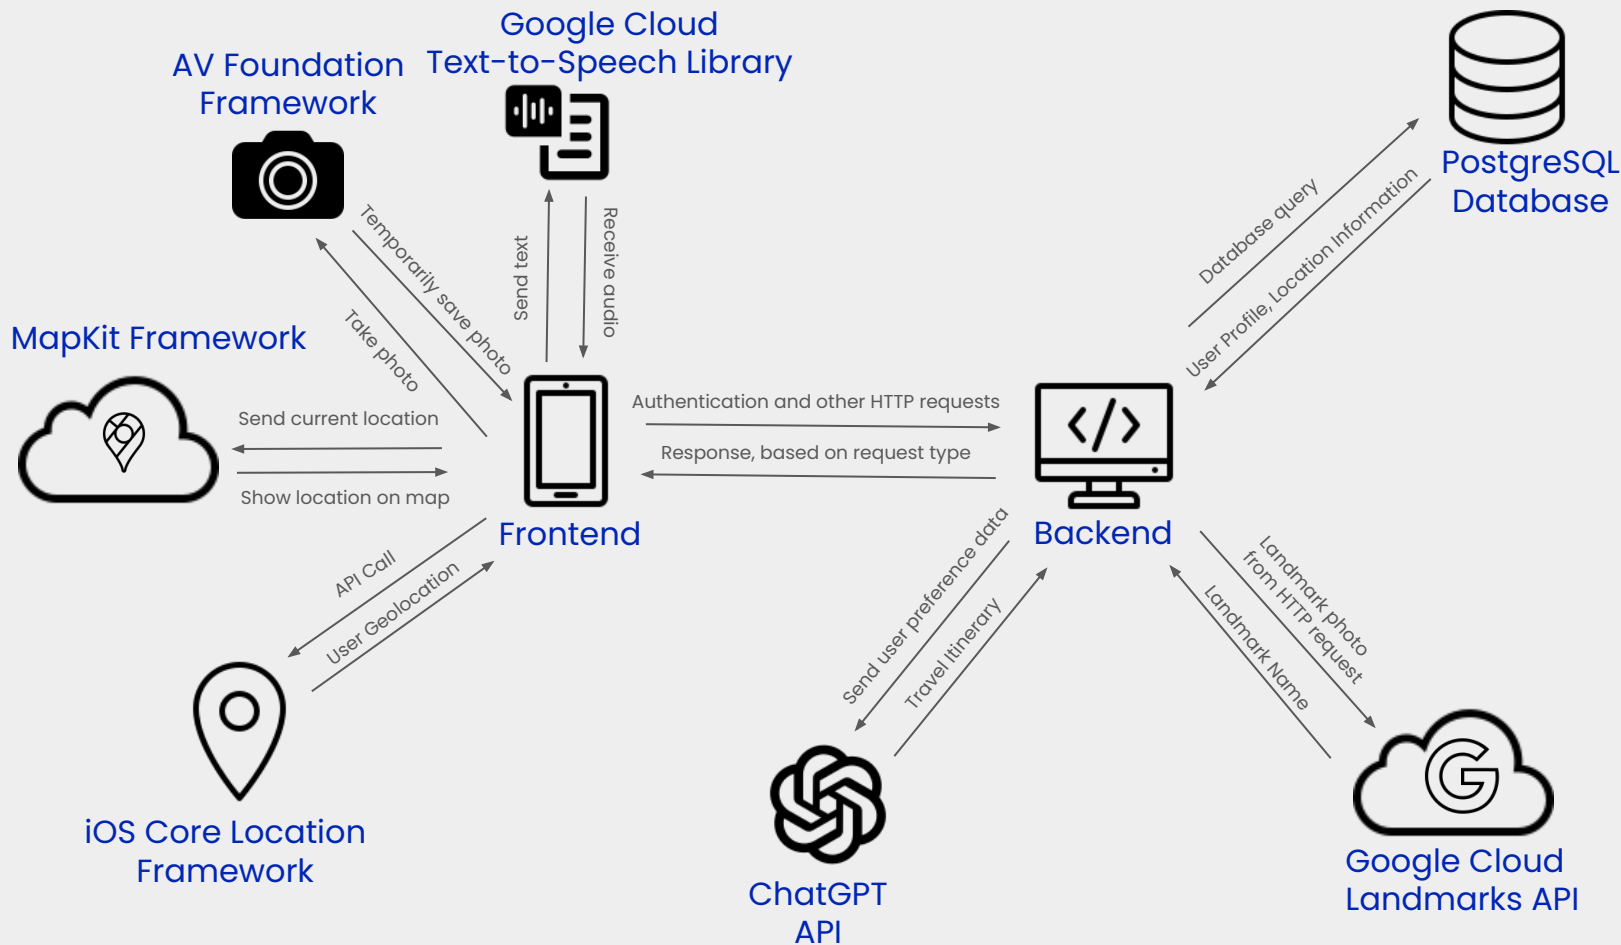 Google Cloud
Text-to-Speech Library
AV Foundation
Framework
PostgreSQL
Database
Database query
User Profile, Location Information
Temporarily save photo
Take photo
Send text
Receive audio
MapKit Framework
Send current location
Show location on map
Authentication and other HTTP requests
Response, based on request type
Frontend
Backend
API Call
User Geolocation
Send user preference data
Travel Itinerary
Landmark photo
from HTTP request
Landmark Name
iOS Core Location
Framework
ChatGPT
API
G
Google Cloud
Landmarks API